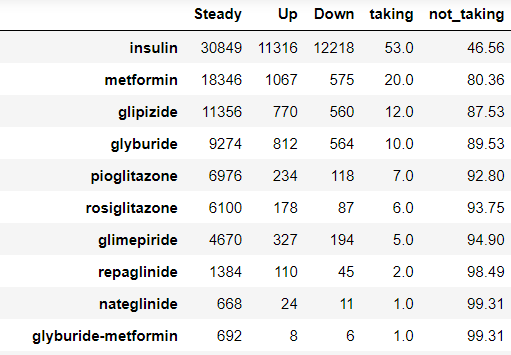 Steady Up Down taking not_taking
insulin 30849 11316 12218 53.0 46.56
metformin 18346 1067 575 20.0 80.36
glipizide 11356 770 560 12.0 87.53
glyburide 9274 812 564 10.0 89.53
pioglitazone 6976 234 118 7.0 92.80
rosiglitazone 6100 178 87 6.0 93.75
glimepiride 4670 327 194 5.0 94.90
repaglinide 1384 110 45 2.0 98.49
nateglinide 668 24 11 1.0 99.31
glyburide-metformin 692 8 6 1.0 99.31